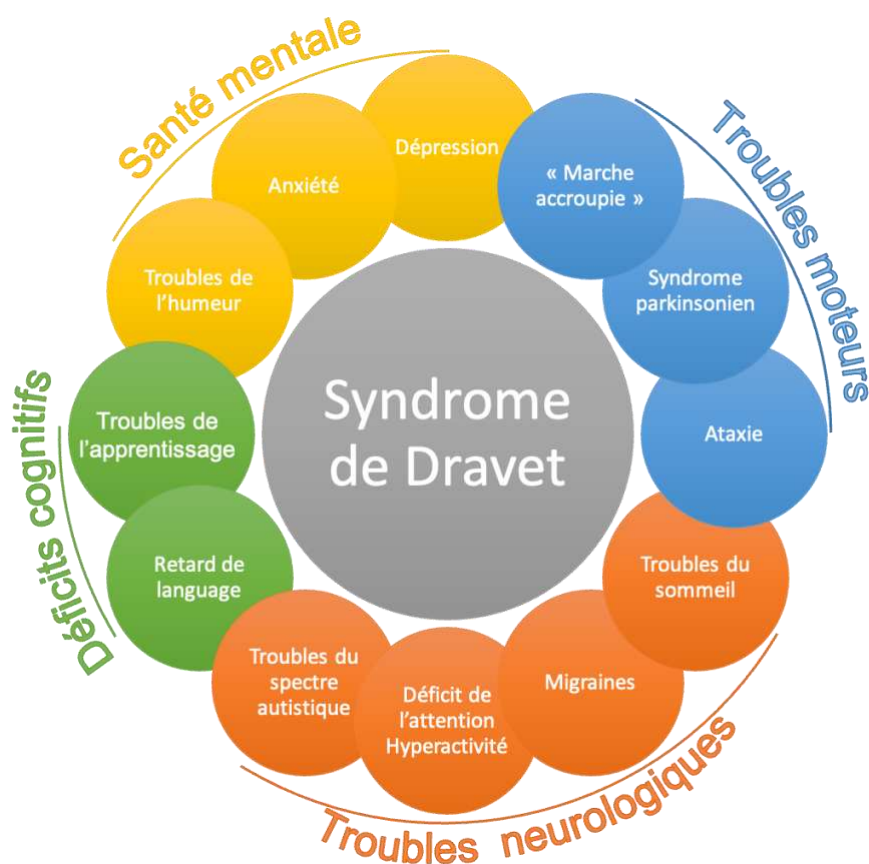 Santé mentale
Dépression
Anxiété
Troubles de
l'humeur
Troubles moteurs
« Marche
accroupie »
Syndrome
parkinsonien
Ataxie
Syndrome
de Dravet
Déficits cognitifs
Troubles de
l'apprentissage
Retard de
language
Troubles du
sommeil
Migraines
Déficit de
l'attention
Hyperactivité
Troubles du
spectre
autistique
Troubles neurologiques